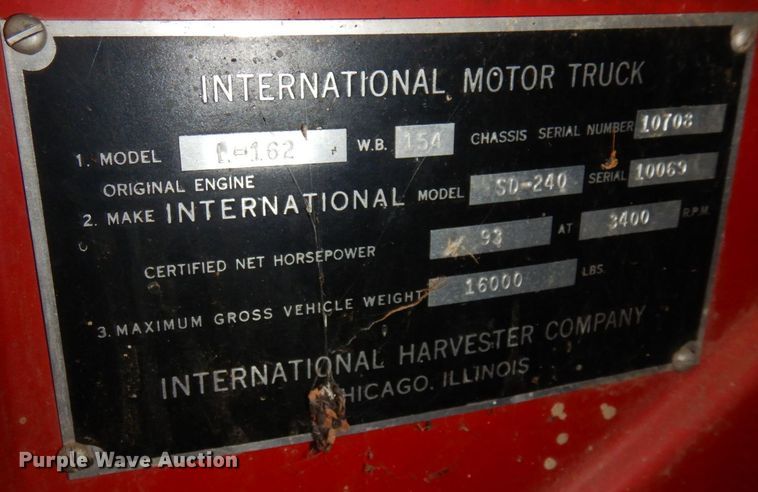 INTERNATIONAL MOTOR TRUCK
1. MODEL L-162 W.B. 154 CHASSIS SERIAL NUMBER 10708
ORIGINAL ENGINE
2. MAKE INTERNATIONAL MODEL SD-240 SERIAL 10069
CERTIFIED NET HORSEPOWER 93 AT 3400 R.P.M.
3. MAXIMUM GROSS VEHICLE WEIGHT 16000 LBS.
INTERNATIONAL HARVESTER COMPANY
CHICAGO, ILLINOIS
Purple Wave Auction